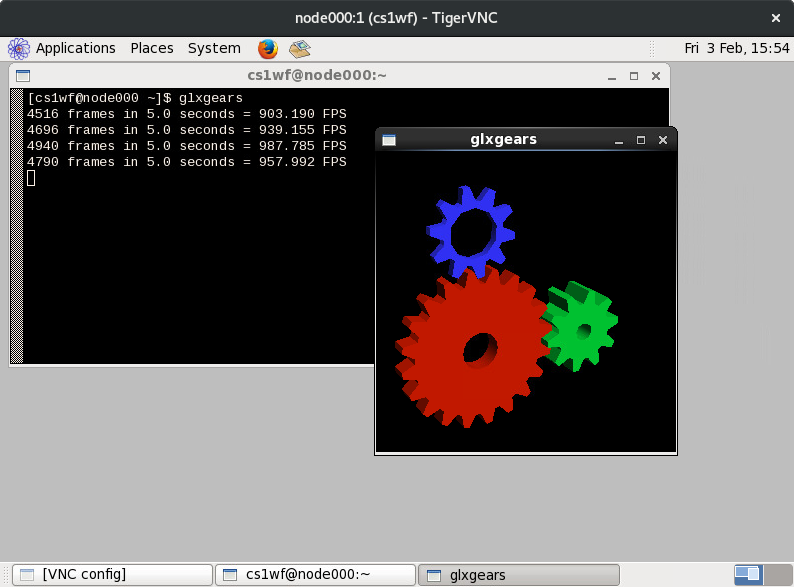 node000:1 (cs1wf) - TigerVNC
Applications Places System Fri 3 Feb, 15:54
cs1wf@node000:~
[cs1wf@node000 ~]$ glxgears
4516 frames in 5.0 seconds = 903.190 FPS
4696 frames in 5.0 seconds = 939.155 FPS
4940 frames in 5.0 seconds = 987.785 FPS
4790 frames in 5.0 seconds = 957.992 FPS
glxgears
[VNC config] cs1wf@node000:~ glxgears